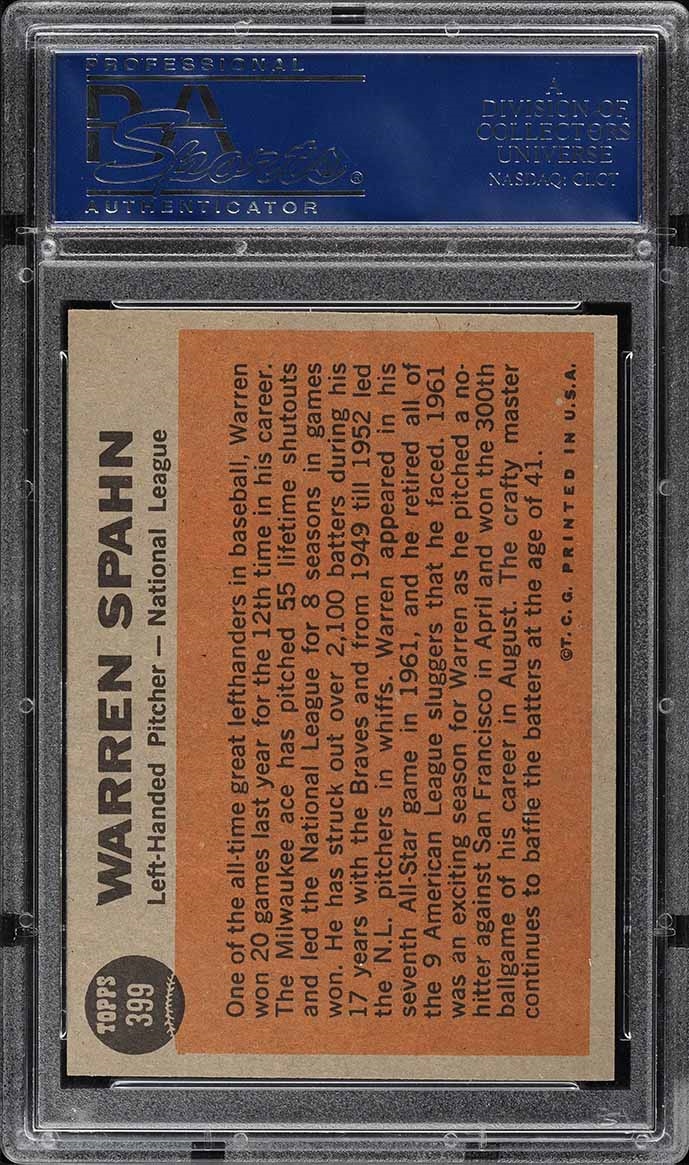 PROFESSIONAL
PSA
Sports®
AUTHENTICATOR
A
DIVISION OF
COLLECTORS
UNIVERSE
NASDAQ: CLCT
TOPPS
399
WARREN SPAHN
Left-Handed Pitcher — National League
One of the all-time great lefthanders in baseball, Warren
won 20 games last year for the 12th time in his career.
The Milwaukee ace has pitched 55 lifetime shutouts
and led the National League for 8 seasons in games
won. He has struck out over 2,100 batters during his
17 years with the Braves and from 1949 till 1952 led
the N.L. pitchers in whiffs. Warren appeared in his
seventh All-Star game in 1961, and he retired all of
the 9 American League sluggers that he faced. 1961
was an exciting season for Warren as he pitched a no-
hitter against San Francisco in April and won the 300th
ballgame of his career in August. The crafty master
continues to baffle the batters at the age of 41.
©T. C. G. PRINTED IN U.S.A.